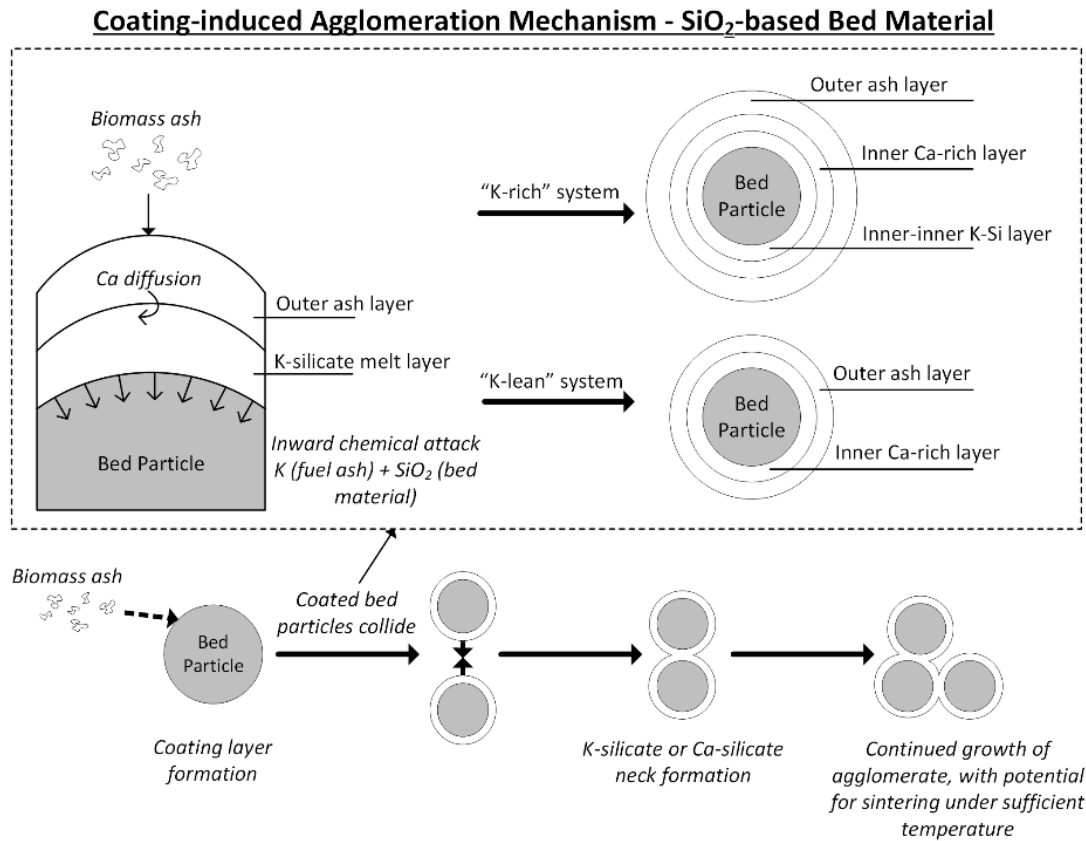 Coating-induced Agglomeration Mechanism - SiO₂-based Bed Material
Biomass ash
Ca diffusion
Outer ash layer
K-silicate melt layer
Bed Particle
Inward chemical attack
K (fuel ash) + SiO₂ (bed
material)
“K-rich” system
Bed
Particle
Outer ash layer
Inner Ca-rich layer
Inner-inner K-Si layer
“K-lean” system
Bed
Particle
Outer ash layer
Inner Ca-rich layer
Biomass ash
Bed
Particle
Coating layer
formation
Coated bed
particles collide
K-silicate or Ca-silicate
neck formation
Continued growth of
agglomerate, with potential
for sintering under sufficient
temperature